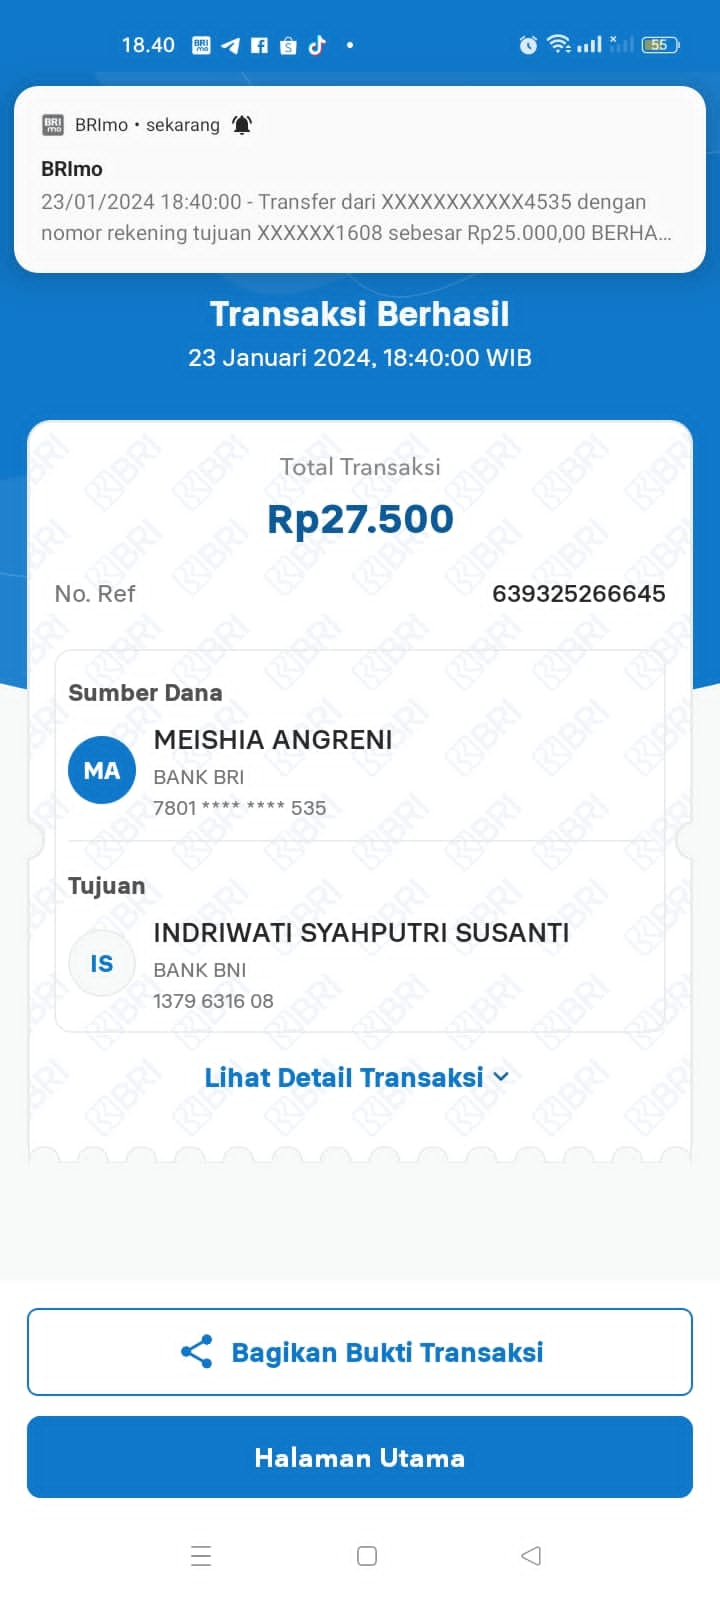 18.40
55
BRImo • sekarang
BRImo
23/01/2024 18:40:00 - Transfer dari XXXXXXXXXXX4535 dengan
nomor rekening tujuan XXXXXX1608 sebesar Rp25.000,00 BERHA...
Transaksi Berhasil
23 Januari 2024, 18:40:00 WIB
Total Transaksi
Rp27.500
No. Ref 639325266645
Sumber Dana
MA
MEISHIA ANGRENI
BANK BRI
7801 **** **** 535
Tujuan
IS
INDRIWATI SYAHPUTRI SUSANTI
BANK BNI
1379 6316 08
Lihat Detail Transaksi
Bagikan Bukti Transaksi
Halaman Utama